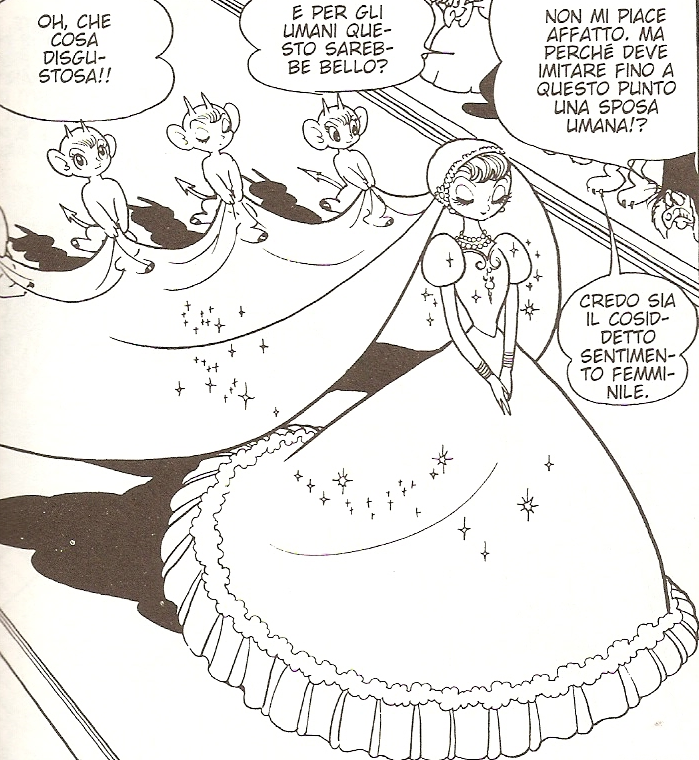 OH, CHE
COSA
DISGU-
STOSA!!
E PER GLI
UMANI QUE-
STO SAREB-
BE BELLO?
NON MI PIACE
AFFATTO. MA
PERCHÉ DEVE
IMITARE FINO A
QUESTO PUNTO
UNA SPOSA
UMANA!?
CREDO SIA
IL COSID-
DETTO
SENTIMEN-
TO FEMMI-
NILE.